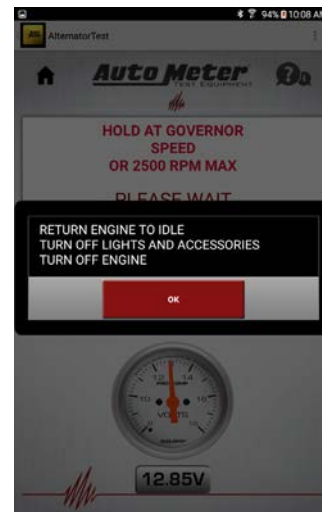 94% 10:08 AM
AlternatorTest
Auto Meter
TEST EQUIPMENT
HOLD AT GOVERNOR
SPEED
OR 2500 RPM MAX
PLEASE WAIT
RETURN ENGINE TO IDLE
TURN OFF LIGHTS AND ACCESSORIES
TURN OFF ENGINE
OK
12 14
10 16
VOLTS
8 18
12.85V